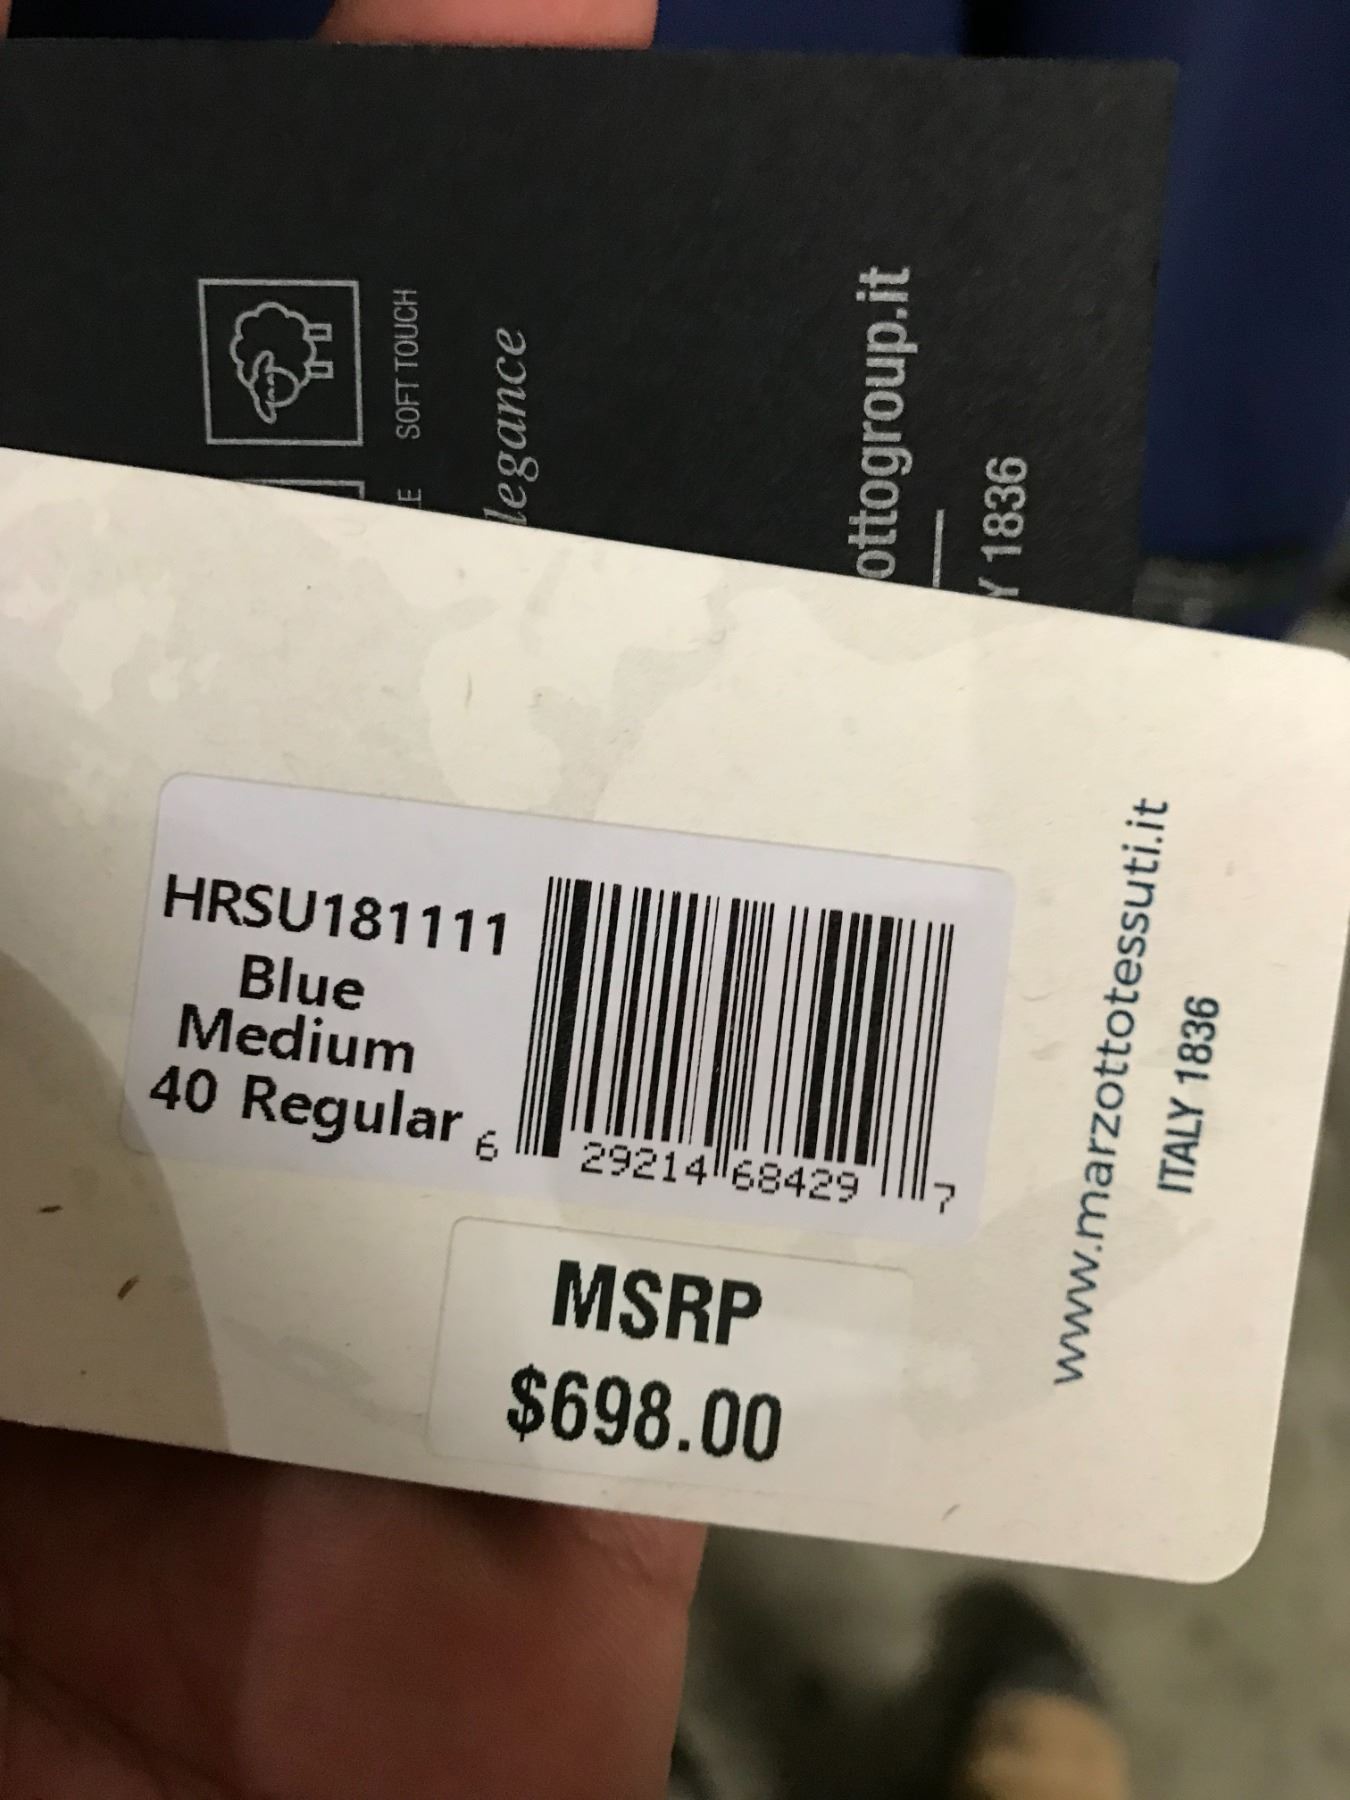 SOFT TOUCH
LE
legance
ottogroup.it
Y 1836
HRSU181111
Blue
Medium
40 Regular
6 29214 68429 7
MSRP
$698.00
www.marzottotessuti.it
ITALY 1836